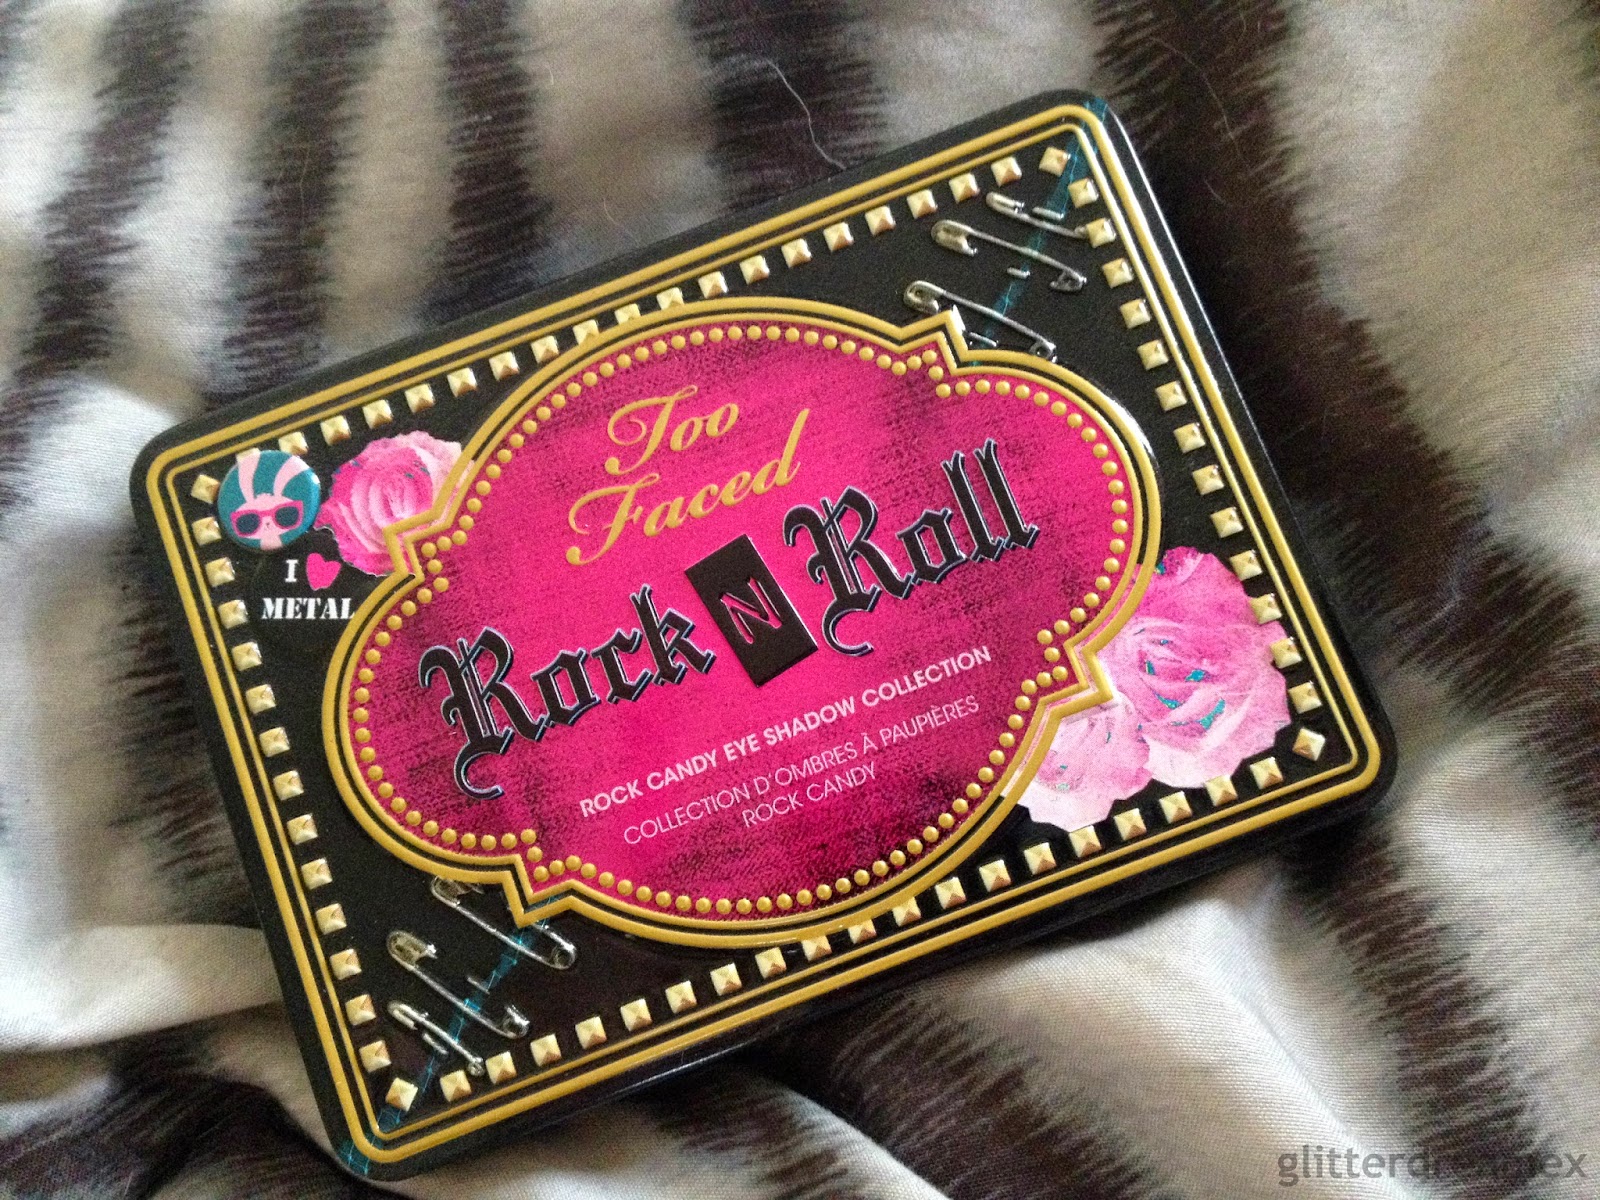 Too
Faced
Rock N Roll
ROCK CANDY EYE SHADOW COLLECTION
COLLECTION D'OMBRES À PAUPIÈRES
ROCK CANDY
I
METAL